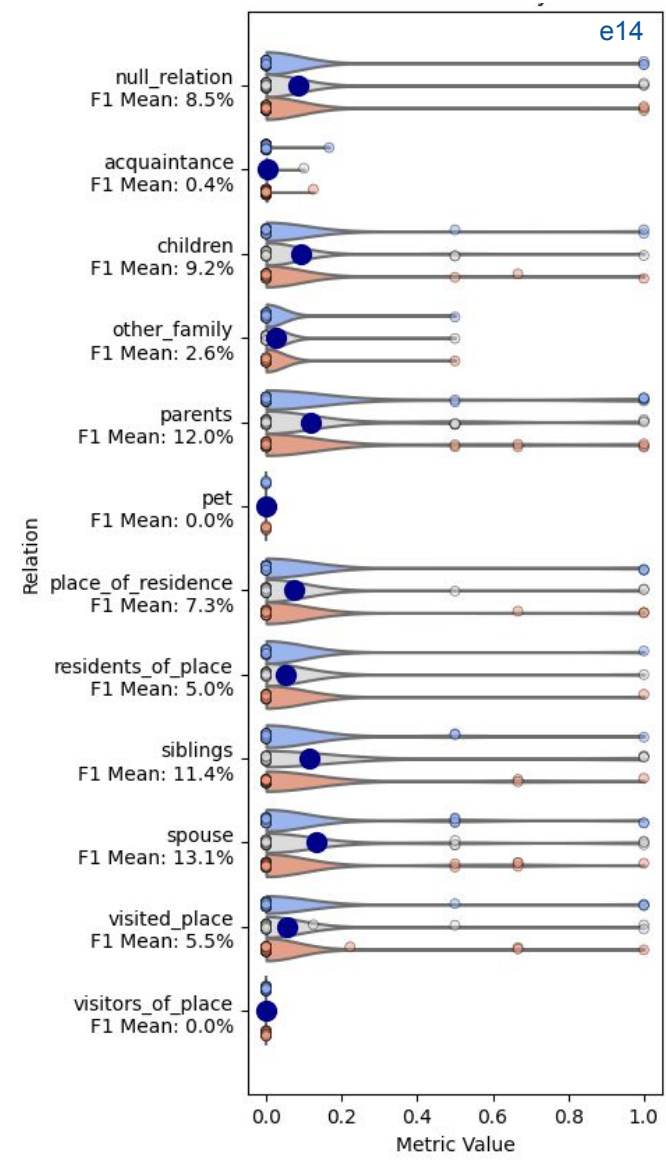 e14
null_relation
F1 Mean: 8.5%
acquaintance
F1 Mean: 0.4%
children
F1 Mean: 9.2%
other_family
F1 Mean: 2.6%
parents
F1 Mean: 12.0%
pet
F1 Mean: 0.0%
Relation
place_of_residence
F1 Mean: 7.3%
residents_of_place
F1 Mean: 5.0%
siblings
F1 Mean: 11.4%
spouse
F1 Mean: 13.1%
visited_place
F1 Mean: 5.5%
visitors_of_place
F1 Mean: 0.0%
0.0 0.2 0.4 0.6 0.8 1.0
Metric Value